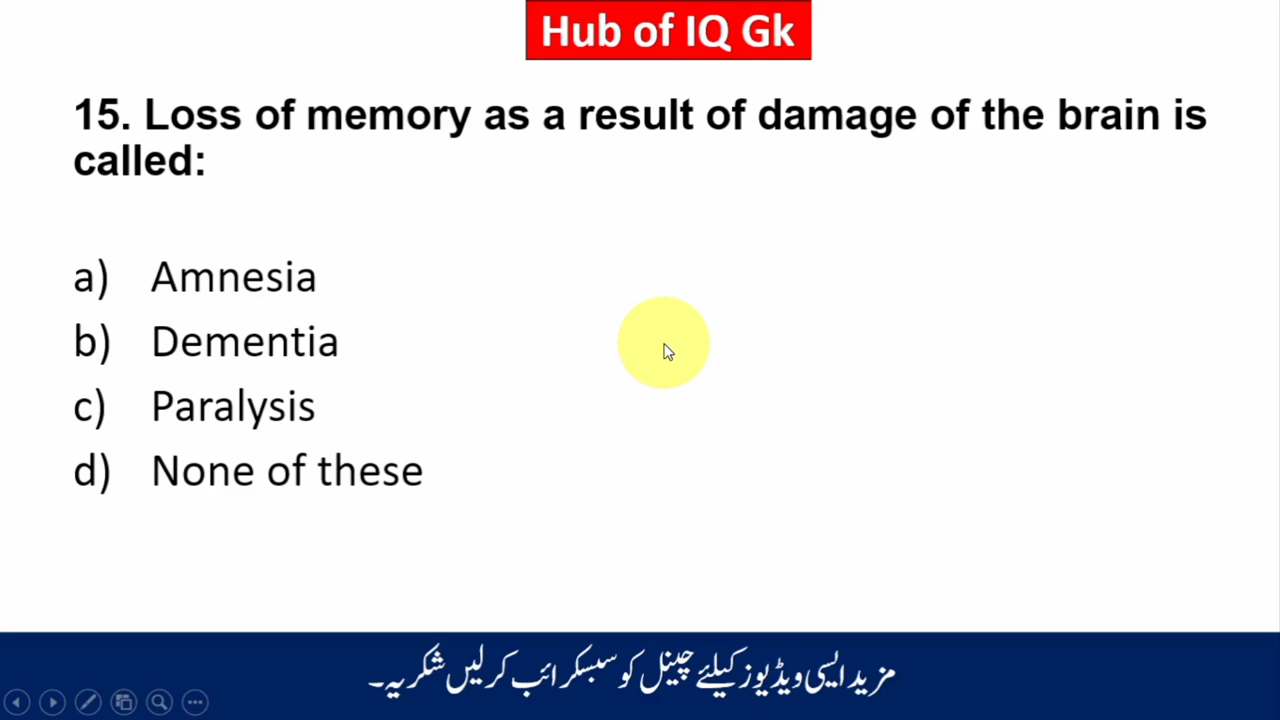 Hub of IQ Gk
15. Loss of memory as a result of damage of the brain is
called:
a) Amnesia
b) Dementia
c) Paralysis
d) None of these
مزید ایسی ویڈیوز کیلئے چینل کو سبسکرائب کر لیں شکریہ۔